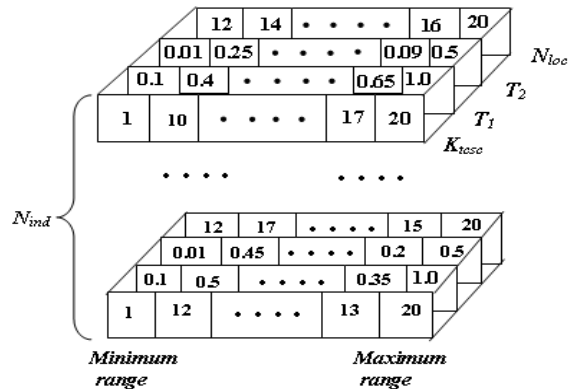 12 14 • • • • • 16 20
0.01 0.25 • • • • • 0.09 0.5 N_loc
0.1 0.4 • • • • 0.65 1.0 T_2
1 10 • • • • 17 20 T_1
K_tcsc
• • • • • • • •
N_ind
12 17 • • • • 15 20
0.01 0.45 • • • • 0.2 0.5
0.1 0.5 • • • • 0.35 1.0
1 12 • • • • 13 20
Minimum range
Maximum range